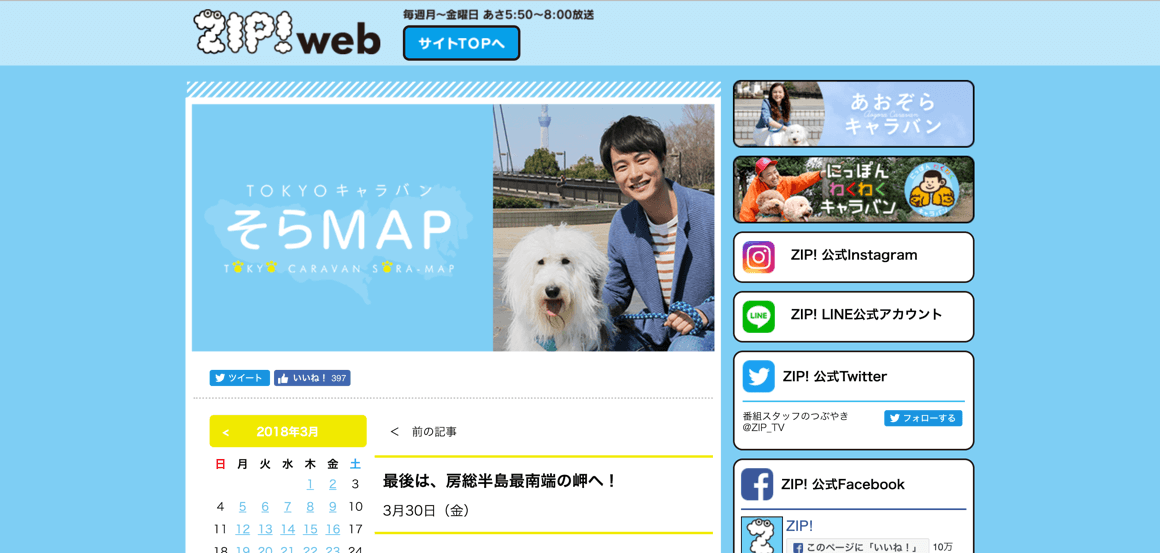 ZIP!web
毎週月〜金曜日 あさ5:50〜8:00放送
サイトTOPへ
TOKYOキャラバン
そらMAP
TOKYO CARAVAN SORA-MAP
ツイート
いいね！ 397
< 2018年3月
日 月 火 水 木 金 土
1 2 3
4 5 6 7 8 9 10
11 12 13 14 15 16 17
18 19 20 21 22 23 24
< 前の記事
最後は、房総半島最南端の岬へ！
3月30日（金）
あおぞら
キャラバン
にっぽん
わくわく
キャラバン
ZIP! 公式Instagram
LINE
ZIP! LINE公式アカウント
ZIP! 公式Twitter
番組スタッフのつぶやき
@ZIP_TV
フォローする
ZIP! 公式Facebook
ZIP!
このページに「いいね！」 10万